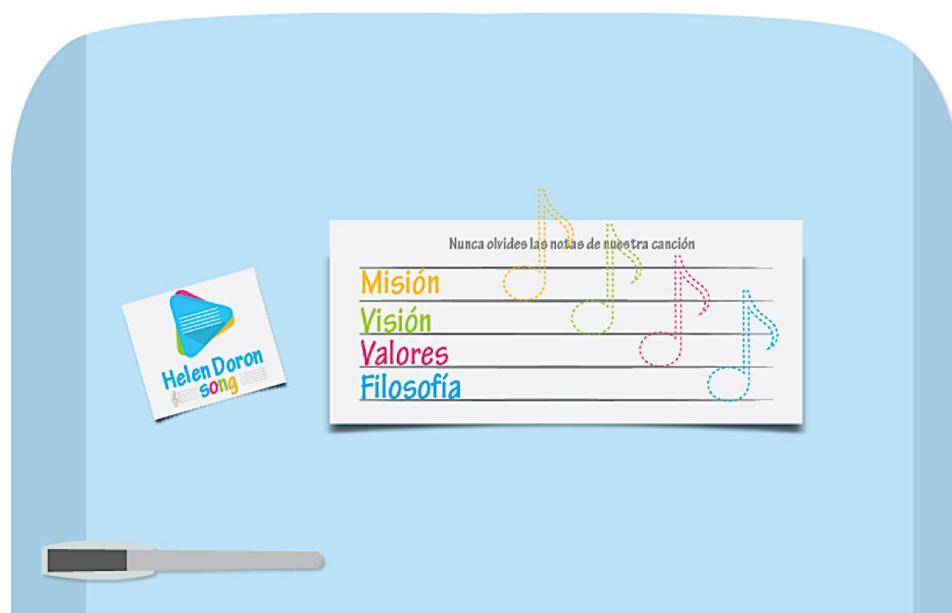 Nunca olvides las notas de nuestra canción
Misión
Visión
Valores
Filosofía
Helen Doron
song